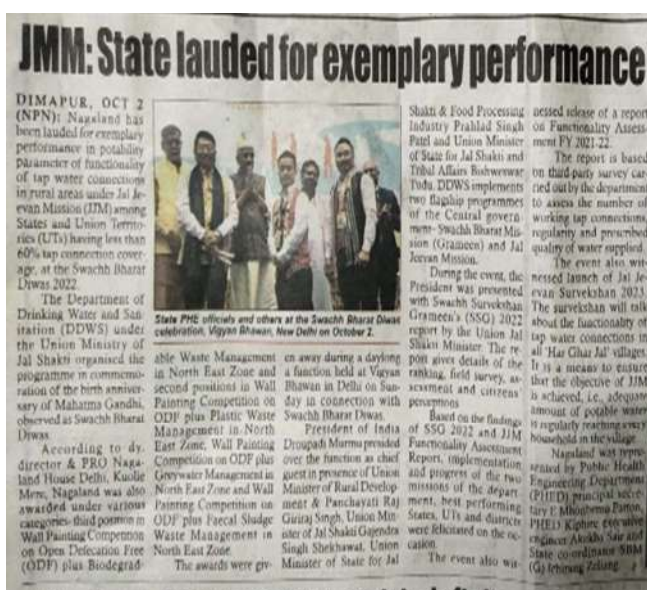 JMM: State lauded for exemplary performance
DIMAPUR, OCT 2
(NPN): Nagaland has
been lauded for exemplary
performance in potability
parameter of functionality
of tap water connections
in rural areas under Jal Je-
evan Mission (JJM) among
States and Union Territo-
ries (UTs) having less than
60% tap connection cover-
age, at the Swachh Bharat
Diwas 2022.
The Department of
Drinking Water and San-
itation (DDWS) under
the Union Ministry of
Jal Shakti organised the
programme in commemo-
ration of the birth anniver-
sary of Mahatma Gandhi,
observed as Swachh Bharat
Diwas.
According to dy.
director & PRO Naga-
land House Delhi, Kuolie
Mere, Nagaland was also
awarded under various
categories- third position in
Wall Painting Competition
on Open Defecation Free
(ODF) plus Biodegrad-
State PHE officials and others at the Swachh Bharat Diwas
celebration, Vigyan Bhawan, New Delhi on October 2.
able Waste Management
in North East Zone and
second positions in Wall
Painting Competition on
ODF plus Plastic Waste
Management in North
East Zone, Wall Painting
Competition on ODF plus
Greywater Management in
North East Zone and Wall
Painting Competition on
ODF plus Faecal Sludge
Waste Management in
North East Zone.
The awards were giv-
en away during a daylong
a function held at Vigyan
Bhawan in Delhi on Sun-
day in connection with
Swachh Bharat Diwas.
President of India
Droupadi Murmu presided
over the function as chief
guest in presence of Union
Minister of Rural Develop-
ment & Panchayati Raj
Giriraj Singh, Union Min-
ister of Jal Shakti Gajendra
Singh Shekhawat, Union
Minister of State for Jal
Shakti & Food Processing
Industry Prahlad Singh
Patel and Union Minister
of State for Jal Shakti and
Tribal Affairs Bishweswar
Tudu. DDWS implements
two flagship programmes
of the Central govern-
ment- Swachh Bharat Mis-
sion (Grameen) and Jal
Jeevan Mission.
During the event, the
President was presented
with Swachh Survekshan
Grameen's (SSG) 2022
report by the Union Jal
Shakti Minister. The re-
port gives details of the
ranking, field survey, as-
sessment and citizens'
perceptions
Based on the findings
of SSG 2022 and JJM
Functionality Assessment
Report, implementation
and progress of the two
missions of the depart-
ment, best performing
States, UTs and districts
were felicitated on the oc-
casion.
The event also wit-
nessed release of a report
on Functionality Assess-
ment FY 2021-22.
The report is based
on third-party survey car-
ried out by the department
to assess the number of
working tap connections,
regularity and prescribed
quality of water supplied.
The event also wit-
nessed launch of Jal Je-
evan Survekshan 2023.
The survekshan will talk
about the functionality of
tap water connections in
all 'Har Ghar Jal' villages.
It is a means to ensure
that the objective of JJM
is achieved, i.e., adequate
amount of potable water
is regularly reaching every
household in the village.
Nagaland was repre-
sented by Public Health
Engineering Department
(PHED) principal secre-
tary E Mhonbemo Patton,
PHED Kiphire executive
engineer Akokba Sair and
State co-ordinator SBM
(G) Zeliang.